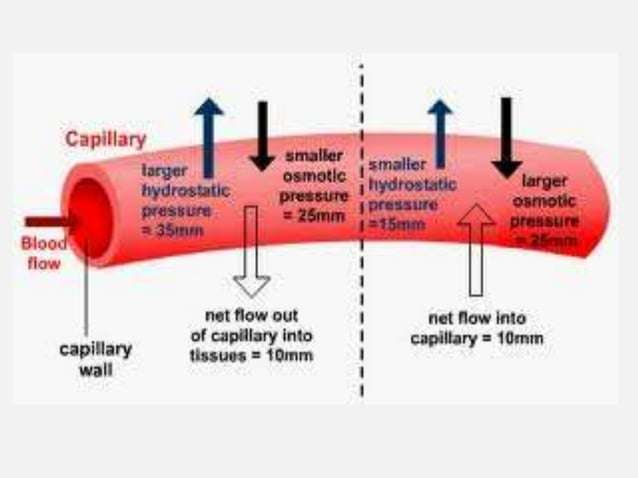 Capillary
larger
hydrostatic
pressure
= 35mm
smaller
osmotic
pressure
= 25mm
smaller
hydrostatic
pressure
=15mm
larger
osmotic
pressure
= 25mm
Blood
flow
capillary
wall
net flow out
of capillary into
tissues = 10mm
net flow into
capillary = 10mm